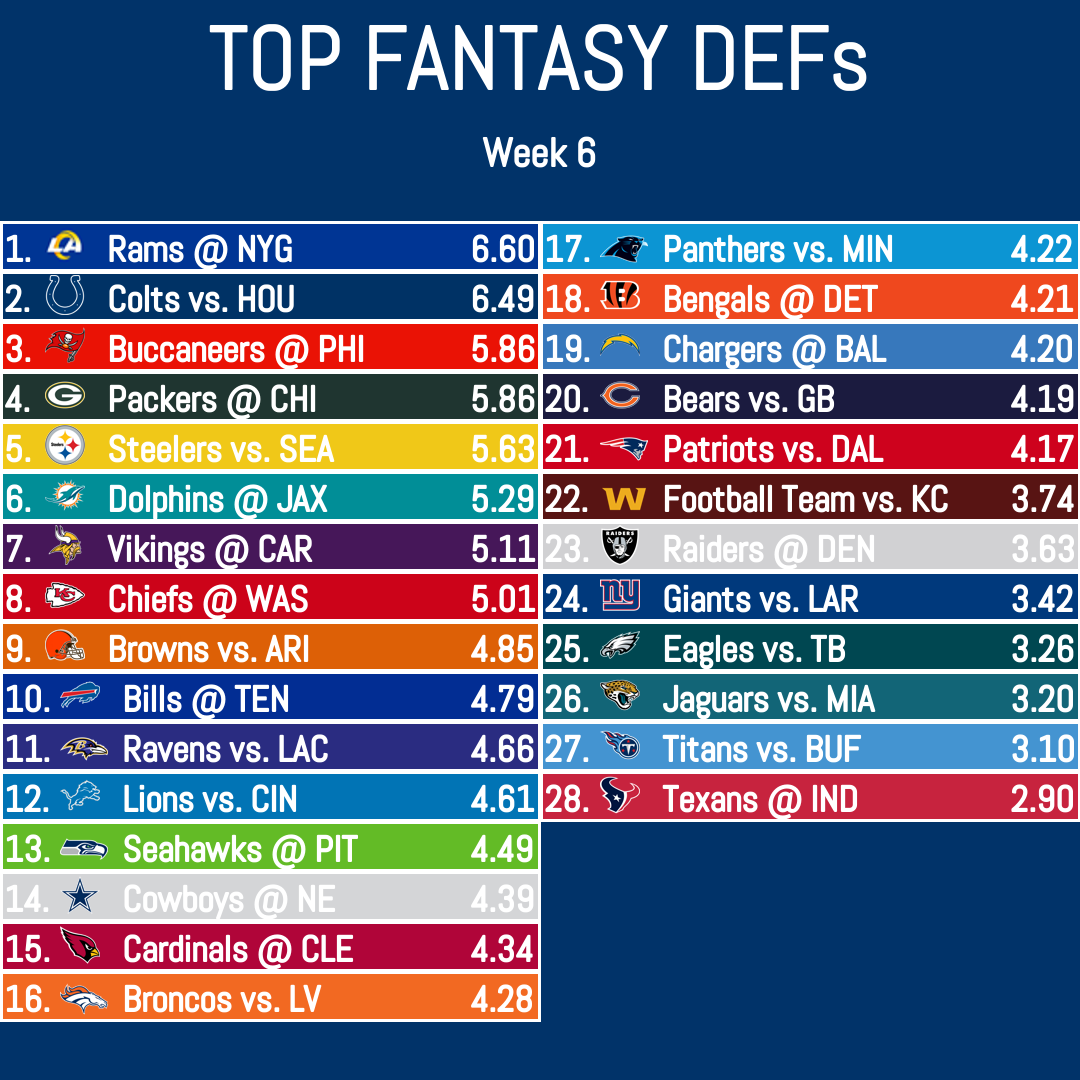 TOP FANTASY DEFs
Week 6
1. Rams @ NYG 6.60
2. Colts vs. HOU 6.49
3. Buccaneers @ PHI 5.86
4. Packers @ CHI 5.86
5. Steelers vs. SEA 5.63
6. Dolphins @ JAX 5.29
7. Vikings @ CAR 5.11
8. Chiefs @ WAS 5.01
9. Browns vs. ARI 4.85
10. Bills @ TEN 4.79
11. Ravens vs. LAC 4.66
12. Lions vs. CIN 4.61
13. Seahawks @ PIT 4.49
14. Cowboys @ NE 4.39
15. Cardinals @ CLE 4.34
16. Broncos vs. LV 4.28
17. Panthers vs. MIN 4.22
18. Bengals @ DET 4.21
19. Chargers @ BAL 4.20
20. Bears vs. GB 4.19
21. Patriots vs. DAL 4.17
22. Football Team vs. KC 3.74
23. RAIDERS Raiders @ DEN 3.63
24. ny Giants vs. LAR 3.42
25. Eagles vs. TB 3.26
26. Jaguars vs. MIA 3.20
27. Titans vs. BUF 3.10
28. Texans @ IND 2.90